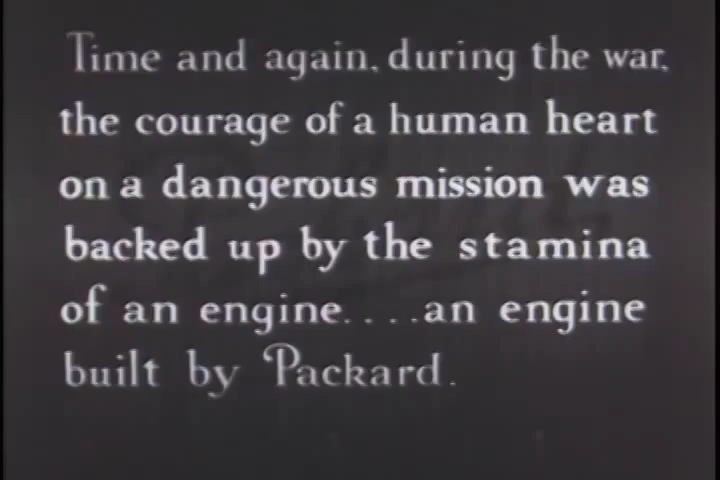 Time and again, during the war,
the courage of a human heart
on a dangerous mission was
backed up by the stamina
of an engine....an engine
built by Packard.